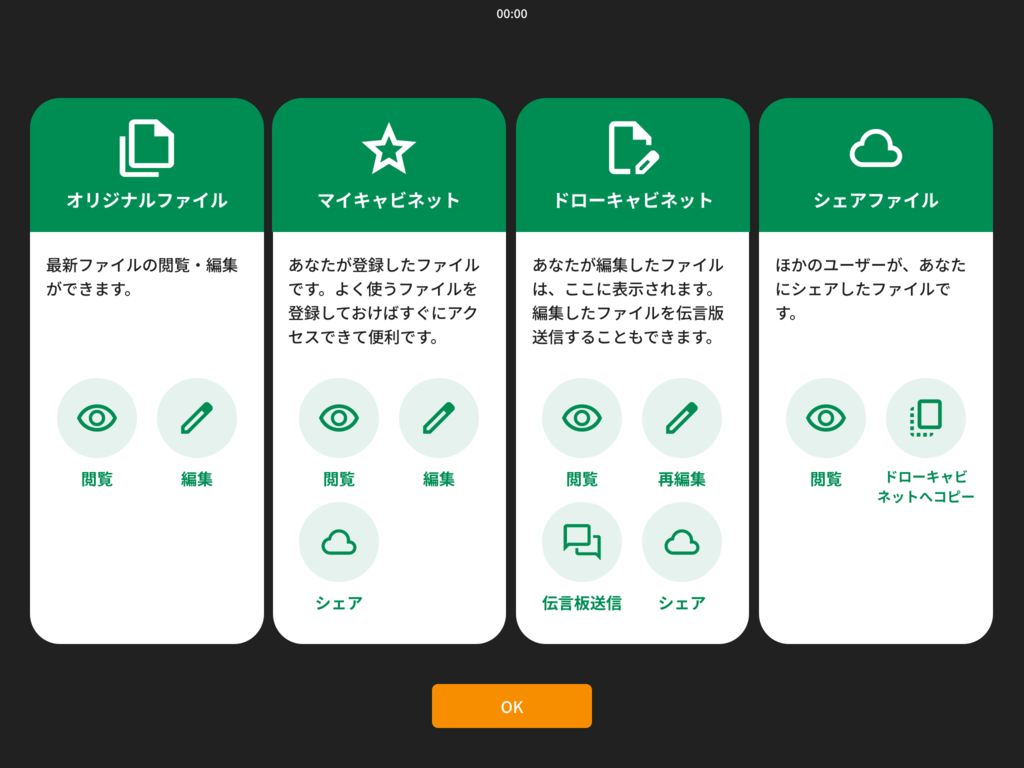 00:00
オリジナルファイル
最新ファイルの閲覧・編集
ができます。
閲覧
編集
マイキャビネット
あなたが登録したファイル
です。よく使うファイルを
登録しておけばすぐにアク
セスできて便利です。
閲覧
編集
シェア
ドローキャビネット
あなたが編集したファイル
は、ここに表示されます。
編集したファイルを伝言版
送信することもできます。
閲覧
再編集
伝言板送信
シェア
シェアファイル
ほかのユーザーが、あなた
にシェアしたファイルで
す。
閲覧
ドローキャビ
ネットへコピー
OK